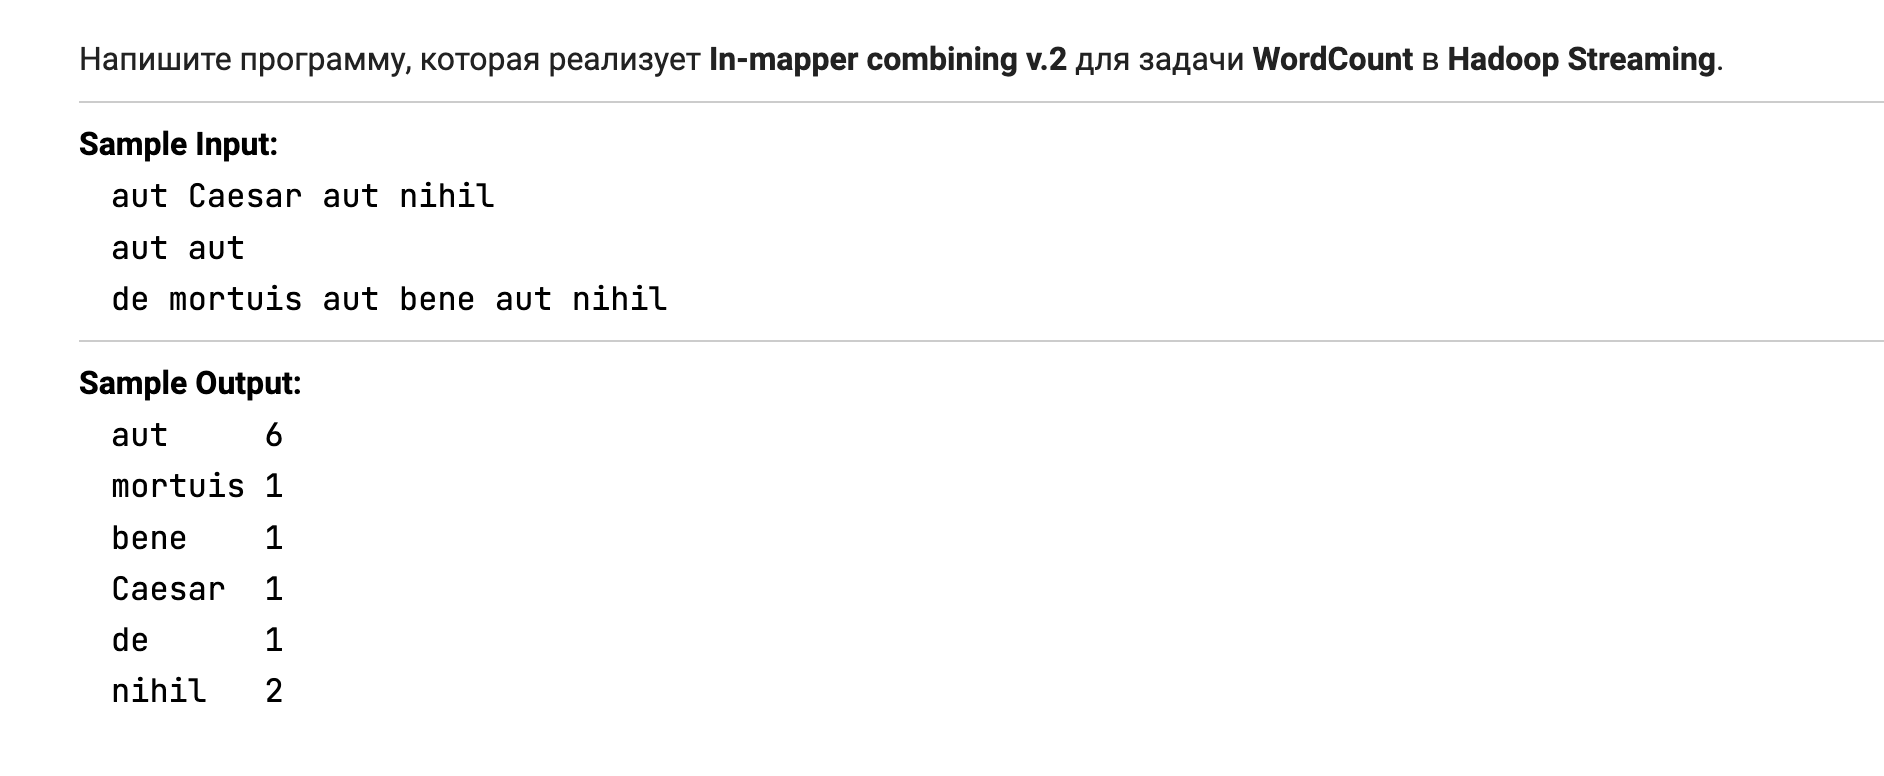 Напишите программу, которая реализует In-mapper combining v.2 для задачи WordCount в Hadoop Streaming.
Sample Input:
aut Caesar aut nihil
aut aut
de mortuis aut bene aut nihil
Sample Output:
aut     6
mortuis 1
bene    1
Caesar  1
de      1
nihil   2